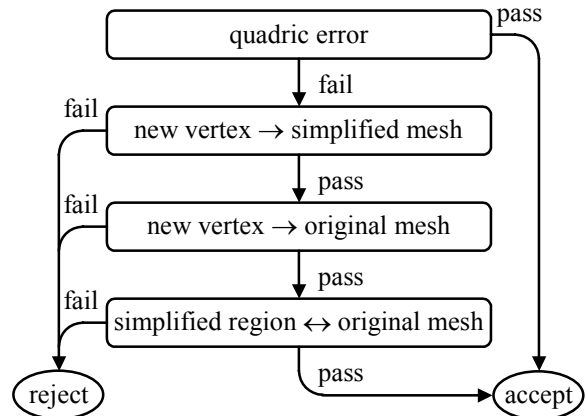 quadric error
pass
fail
fail
new vertex → simplified mesh
pass
fail
new vertex → original mesh
pass
fail
simplified region ↔ original mesh
pass
reject
accept